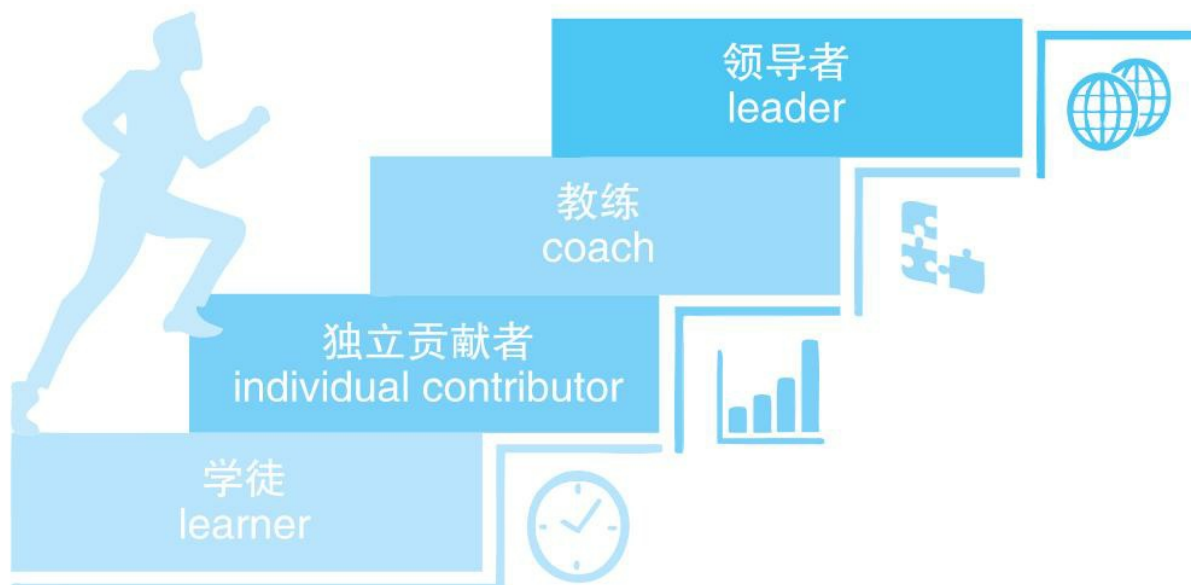 领导者
leader
教练
coach
独立贡献者
individual contributor
学徒
learner